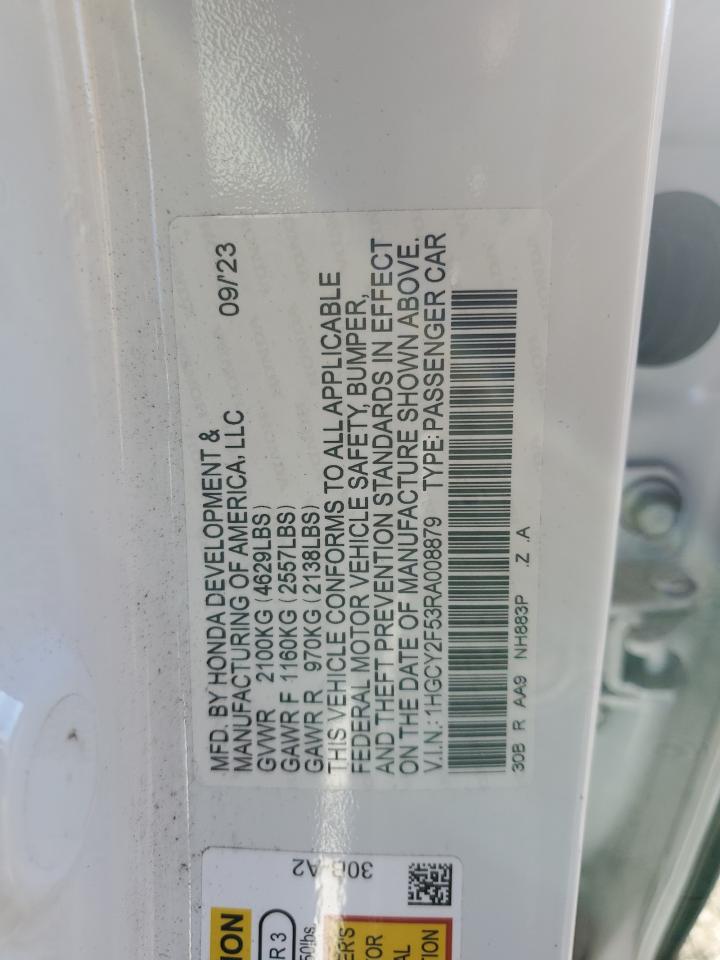 MFD. BY HONDA DEVELOPMENT &
MANUFACTURING OF AMERICA, LLC 09/'23
GVWR 2100KG (4629LBS)
GAWR F 1160KG (2557LBS)
GAWR R 970KG (2138LBS)
THIS VEHICLE CONFORMS TO ALL APPLICABLE
FEDERAL MOTOR VEHICLE SAFETY, BUMPER,
AND THEFT PREVENTION STANDARDS IN EFFECT
ON THE DATE OF MANUFACTURE SHOWN ABOVE.
V.I.N.: 1HGCY2F53RA008879 TYPE: PASSENGER CAR
30B R AA9 NH883P .Z .A
A2
R 3